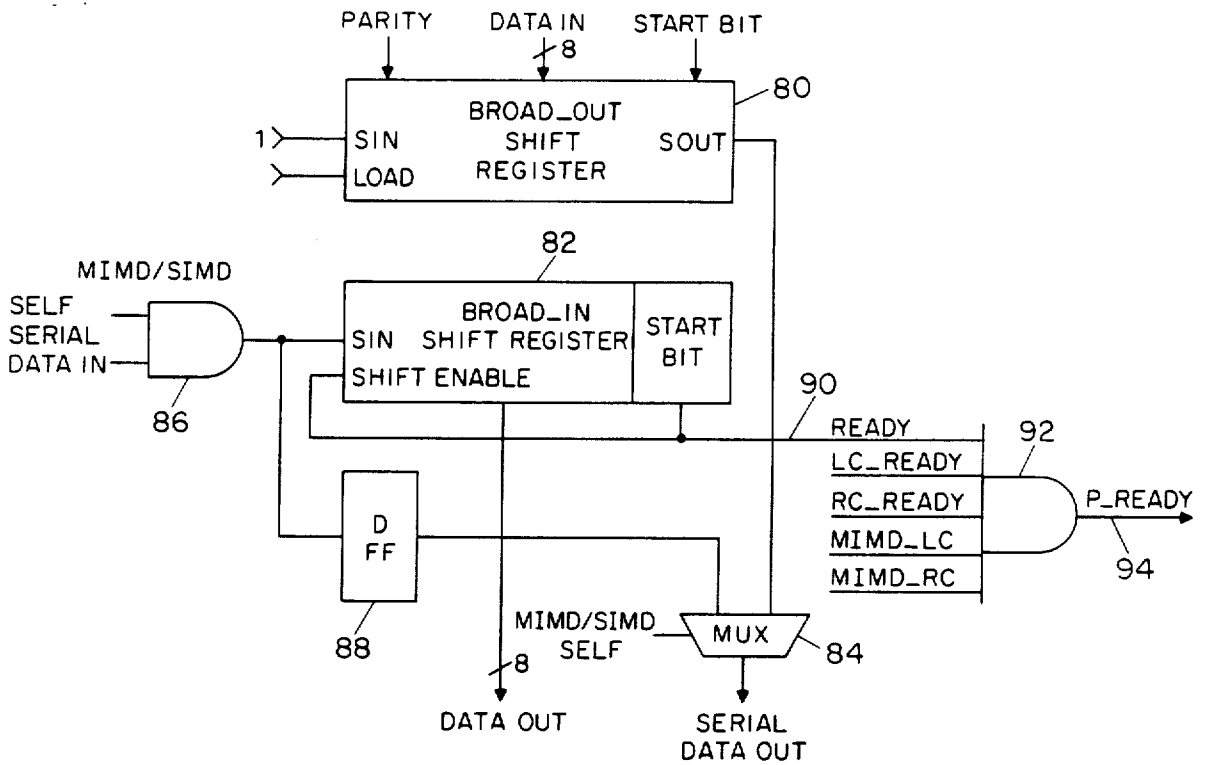 PARITY
DATA IN
START BIT
8
80
BROAD_OUT
SHIFT
REGISTER
1
SIN
SOUT
LOAD
82
MIMD/SIMD
SELF
SERIAL
DATA IN
86
BROAD_IN
SHIFT REGISTER
SIN
SHIFT ENABLE
START
BIT
90
READY
92
LC_READY
RC_READY
P_READY
MIMD_LC
94
MIMD_RC
D
FF
88
MIMD/SIMD
SELF
MUX
84
8
DATA OUT
SERIAL
DATA OUT